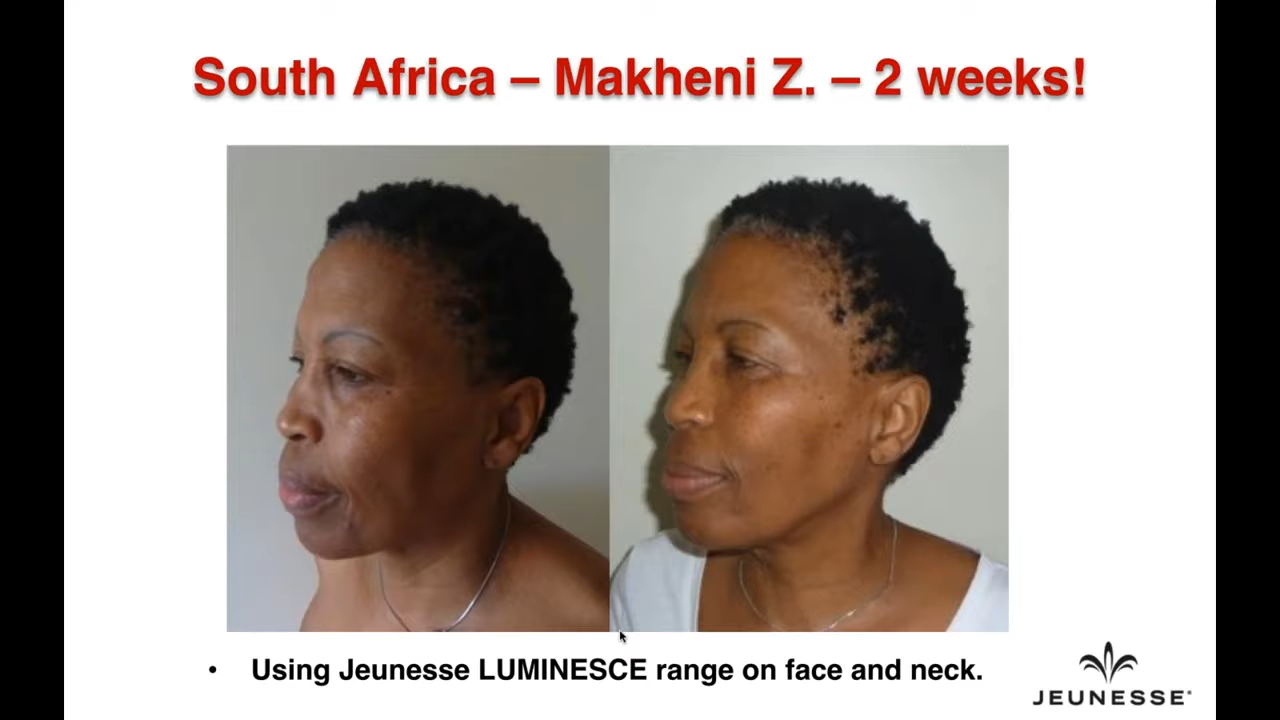 South Africa – Makheni Z. – 2 weeks!
• Using Jeunesse LUMINESCE range on face and neck.
JEUNESSE®